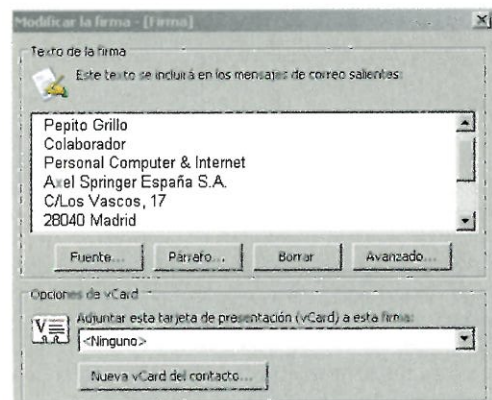 Modificar la firma - [Firma]
Texto de la firma
Este texto se incluirá en los mensajes de correo salientes:
Pepito Grillo
Colaborador
Personal Computer & Internet
Axel Springer España S.A.
C/Los Vascos, 17
28040 Madrid
Fuente... Párrafo... Borrar Avanzado...
Opciones de vCard
Adjuntar esta tarjeta de presentación (vCard) a esta firma:
<Ninguno>
Nueva vCard del contacto...